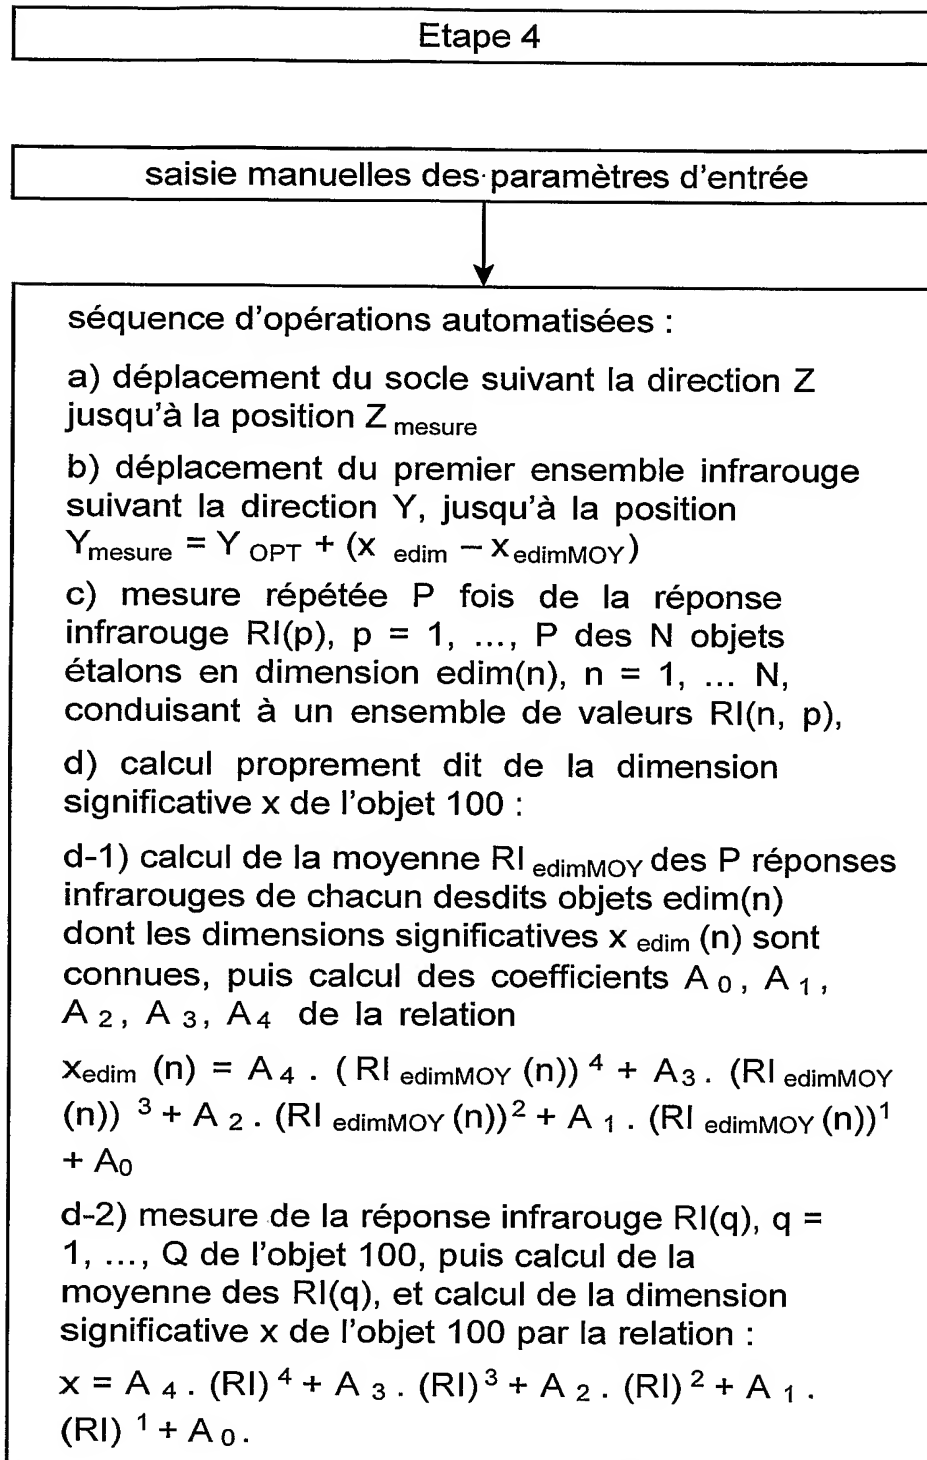 Etape 4
saisie manuelles des paramètres d'entrée
séquence d'opérations automatisées :
a) déplacement du socle suivant la direction Z
jusqu'à la position Z mesure
b) déplacement du premier ensemble infrarouge
suivant la direction Y, jusqu'à la position
Ymesure = Y OPT + (x edim – xedimMOY)
c) mesure répétée P fois de la réponse
infrarouge RI(p), p = 1, ..., P des N objets
étalons en dimension edim(n), n = 1, ... N,
conduisant à un ensemble de valeurs RI(n, p),
d) calcul proprement dit de la dimension
significative x de l'objet 100 :
d-1) calcul de la moyenne RI edimMOY des P réponses
infrarouges de chacun desdits objets edim(n)
dont les dimensions significatives x edim (n) sont
connues, puis calcul des coefficients A 0, A 1,
A 2, A 3, A4 de la relation
xedim (n) = A 4 . ( RI edimMOY (n)) 4 + A3 . (RI edimMOY
(n)) 3 + A 2 . (RI edimMOY (n))2 + A 1 . (RI edimMOY (n))1
+ A0
d-2) mesure de la réponse infrarouge RI(q), q =
1, ..., Q de l'objet 100, puis calcul de la
moyenne des RI(q), et calcul de la dimension
significative x de l'objet 100 par la relation :
x = A 4 . (RI) 4 + A 3 . (RI) 3 + A 2 . (RI) 2 + A 1 .
(RI) 1 + A 0 .